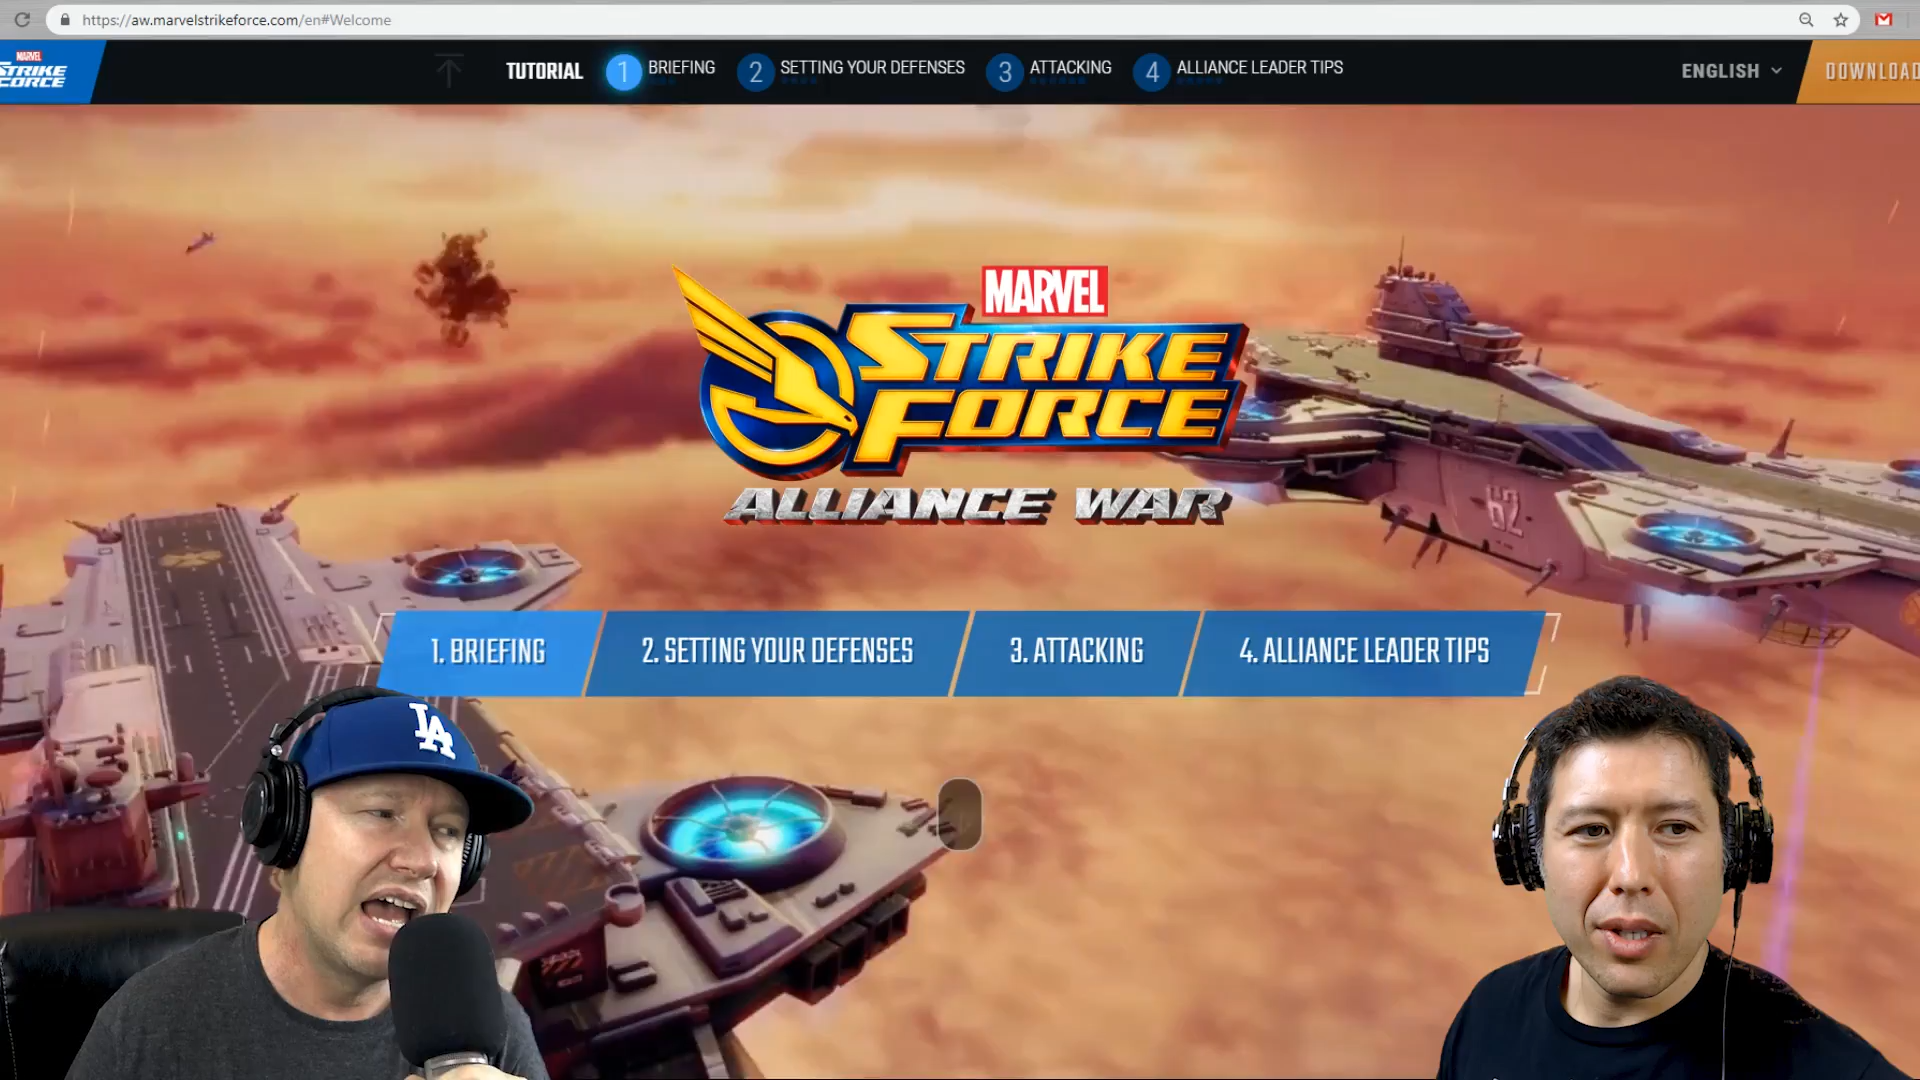 https://aw.marvelstrikeforce.com/en#Welcome
MARVEL
STRIKE
FORCE
TUTORIAL
1 BRIEFING
2 SETTING YOUR DEFENSES
3 ATTACKING
4 ALLIANCE LEADER TIPS
ENGLISH
DOWNLOAD
MARVEL
STRIKE
FORCE
ALLIANCE WAR
62
1. BRIEFING
2. SETTING YOUR DEFENSES
3. ATTACKING
4. ALLIANCE LEADER TIPS
LA